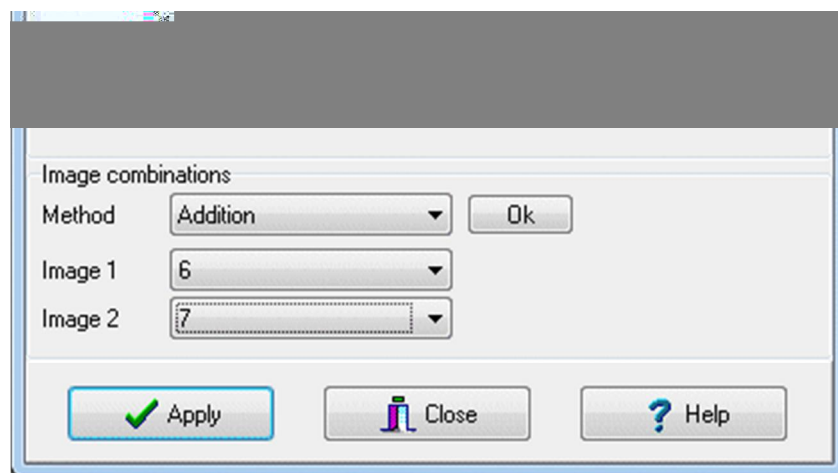 Image combinations
Method Addition Ok
Image 1 6
Image 2 7
Apply Close Help